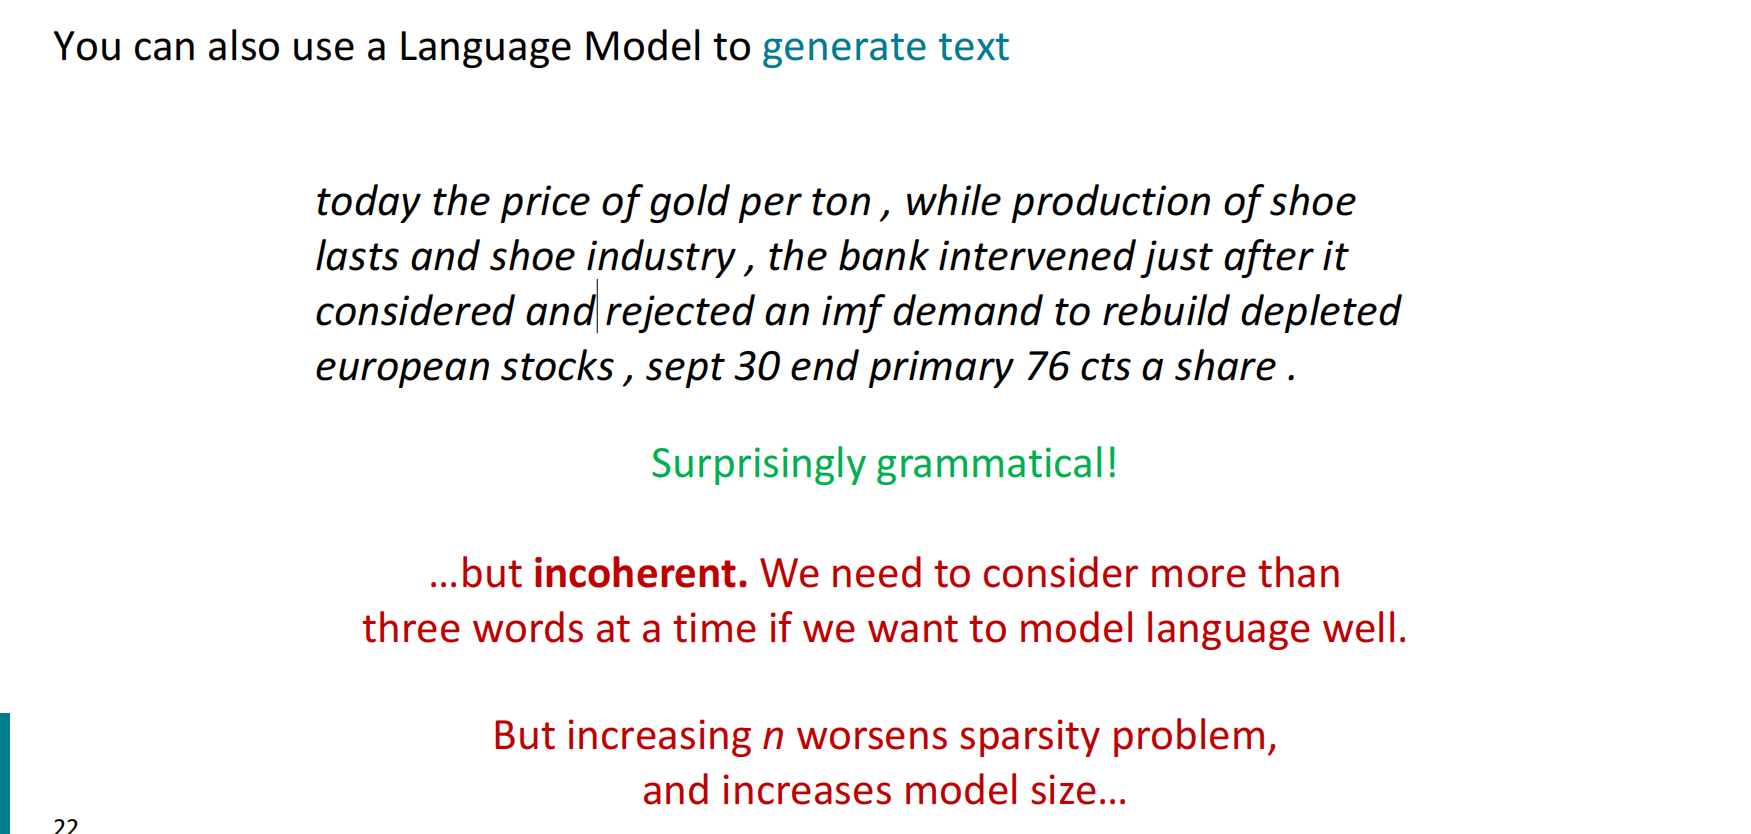 You can also use a Language Model to generate text
today the price of gold per ton , while production of shoe
lasts and shoe industry , the bank intervened just after it
considered and rejected an imf demand to rebuild depleted
european stocks , sept 30 end primary 76 cts a share .
Surprisingly grammatical!
...but incoherent. We need to consider more than
three words at a time if we want to model language well.
But increasing n worsens sparsity problem,
and increases model size...
22